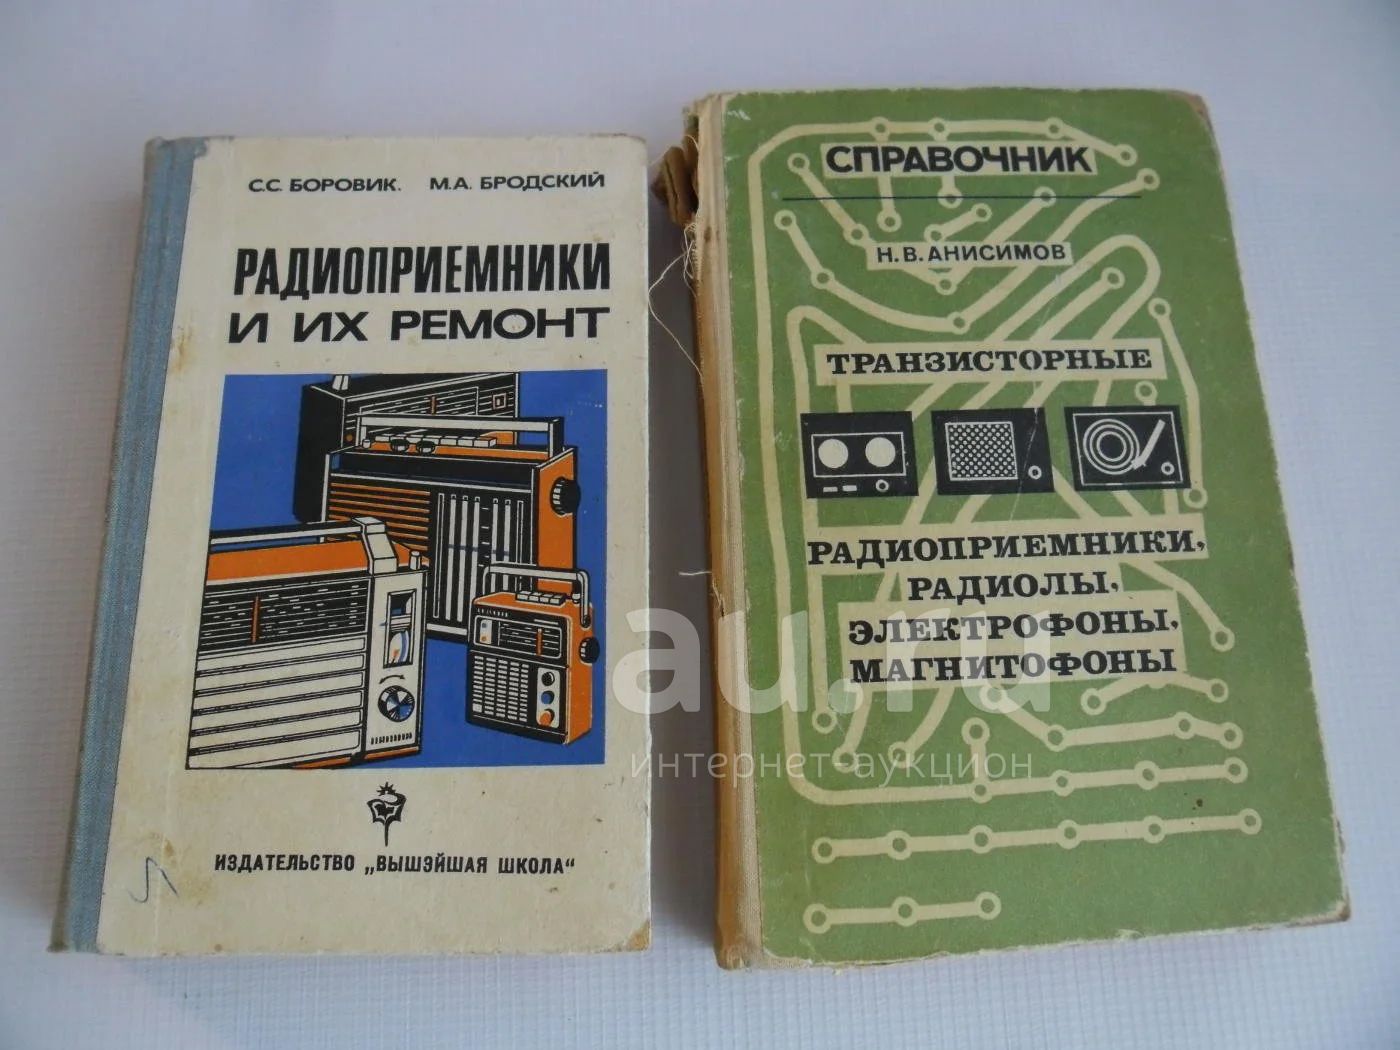 С.С. БОРОВИК. М.А. БРОДСКИЙ
РАДИОПРИЕМНИКИ
И ИХ РЕМОНТ
ИЗДАТЕЛЬСТВО „ВЫШЭЙШАЯ ШКОЛА“
СПРАВОЧНИК
Н.В. АНИСИМОВ
ТРАНЗИСТОРНЫЕ
РАДИОПРИЕМНИКИ,
РАДИОЛЫ,
ЭЛЕКТРОФОНЫ,
МАГНИТОФОНЫ
au.ru
интернет-аукцион